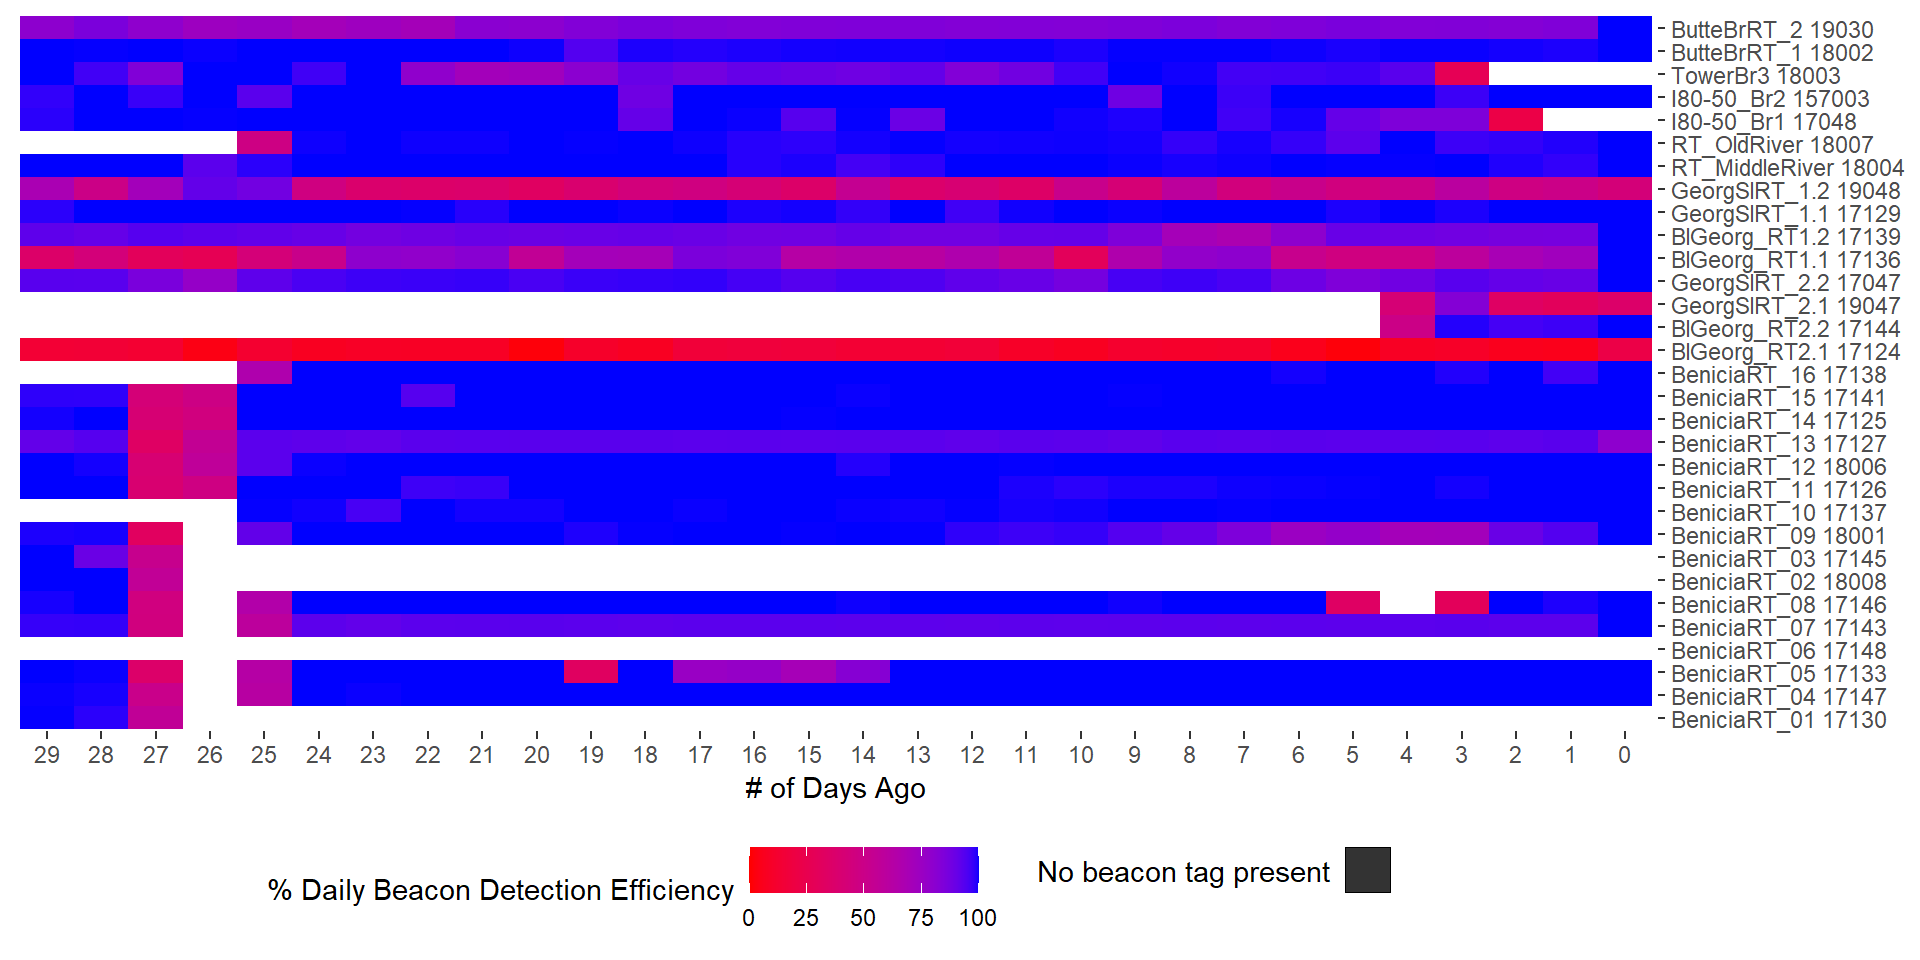 ButteBrRT_2 19030
ButteBrRT_1 18002
TowerBr3 18003
I80-50_Br2 157003
I80-50_Br1 17048
RT_OldRiver 18007
RT_MiddleRiver 18004
GeorgSlRT_1.2 19048
GeorgSlRT_1.1 17129
BlGeorg_RT1.2 17139
BlGeorg_RT1.1 17136
GeorgSlRT_2.2 17047
GeorgSlRT_2.1 19047
BlGeorg_RT2.2 17144
BlGeorg_RT2.1 17124
BeniciaRT_16 17138
BeniciaRT_15 17141
BeniciaRT_14 17125
BeniciaRT_13 17127
BeniciaRT_12 18006
BeniciaRT_11 17126
BeniciaRT_10 17137
BeniciaRT_09 18001
BeniciaRT_03 17145
BeniciaRT_02 18008
BeniciaRT_08 17146
BeniciaRT_07 17143
BeniciaRT_06 17148
BeniciaRT_05 17133
BeniciaRT_04 17147
BeniciaRT_01 17130
29 28 27 26 25 24 23 22 21 20 19 18 17 16 15 14 13 12 11 10 9 8 7 6 5 4 3 2 1 0
# of Days Ago
% Daily Beacon Detection Efficiency
0 25 50 75 100
No beacon tag present